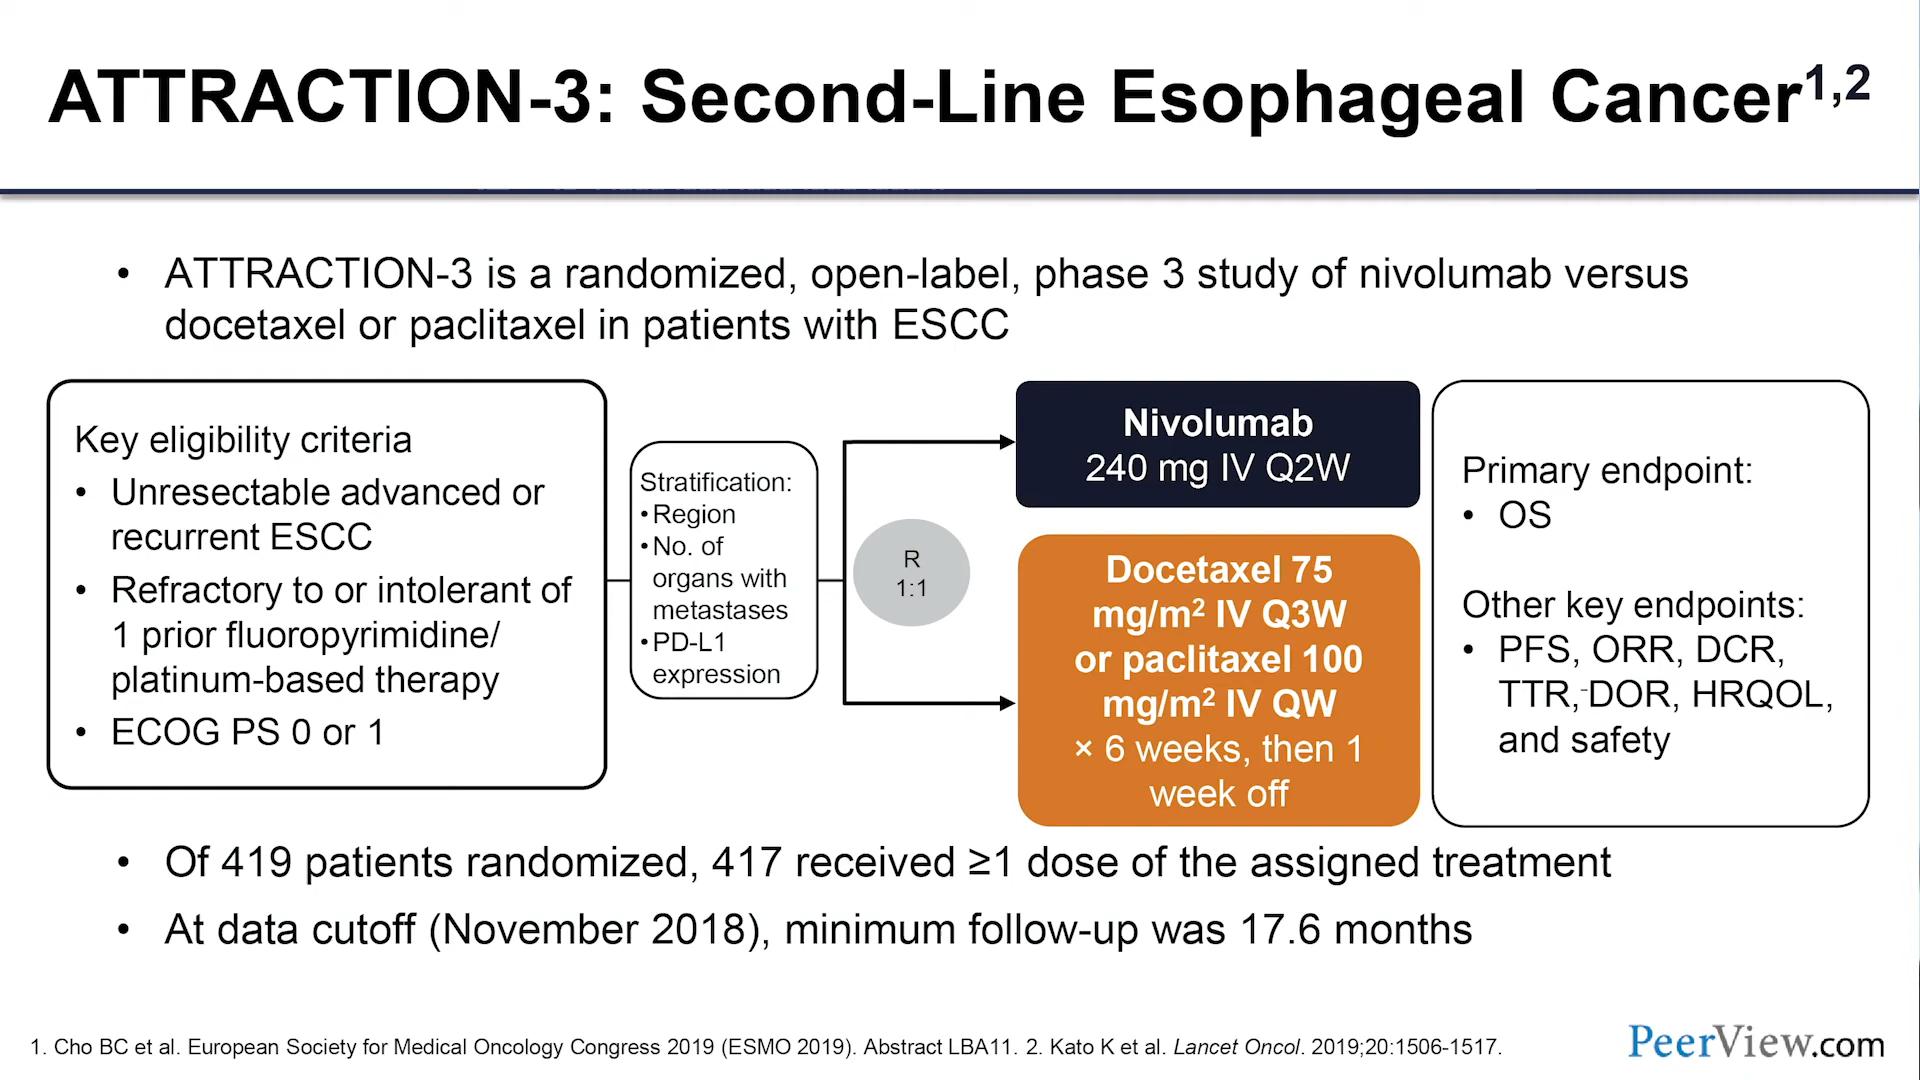 ATTRACTION-3: Second-Line Esophageal Cancer1,2
• ATTRACTION-3 is a randomized, open-label, phase 3 study of nivolumab versus
docetaxel or paclitaxel in patients with ESCC
Key eligibility criteria
• Unresectable advanced or
recurrent ESCC
• Refractory to or intolerant of
1 prior fluoropyrimidine/
platinum-based therapy
• ECOG PS 0 or 1
Stratification:
• Region
• No. of
organs with
metastases
• PD-L1
expression
R
1:1
Nivolumab
240 mg IV Q2W
Docetaxel 75
mg/m2 IV Q3W
or paclitaxel 100
mg/m2 IV QW
× 6 weeks, then 1
week off
Primary endpoint:
• OS
Other key endpoints:
• PFS, ORR, DCR,
TTR, DOR, HRQOL,
and safety
• Of 419 patients randomized, 417 received ≥1 dose of the assigned treatment
• At data cutoff (November 2018), minimum follow-up was 17.6 months
1. Cho BC et al. European Society for Medical Oncology Congress 2019 (ESMO 2019). Abstract LBA11. 2. Kato K et al. Lancet Oncol. 2019;20:1506-1517.
PeerView.com